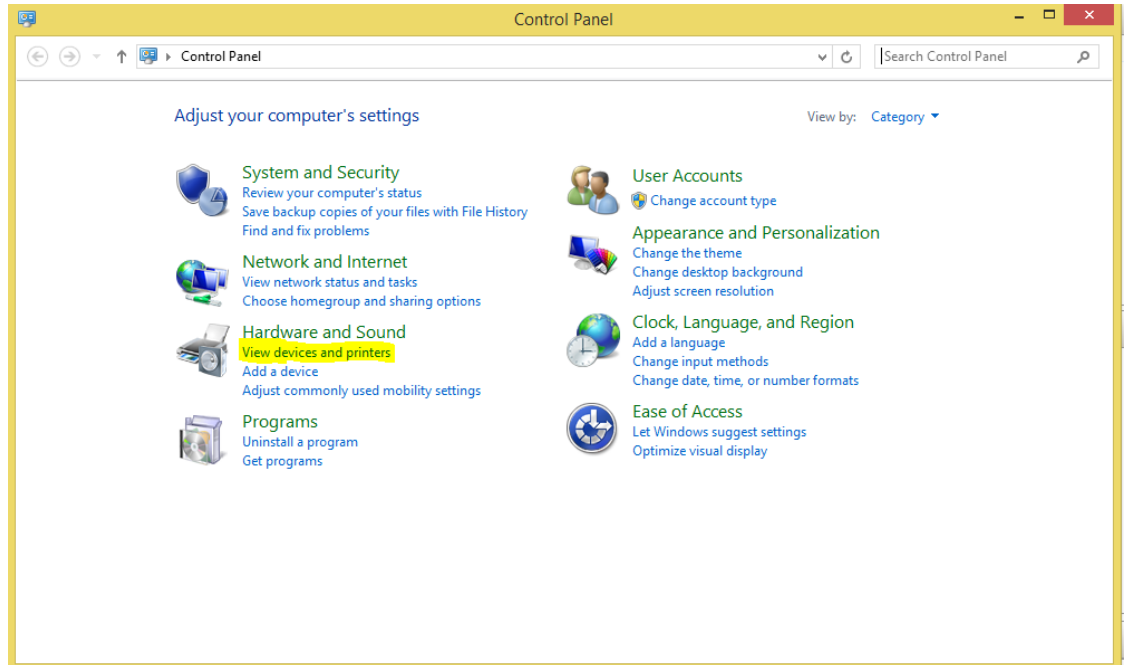 Control Panel
Control Panel
Search Control Panel
Adjust your computer's settings
View by: Category
System and Security
Review your computer's status
Save backup copies of your files with File History
Find and fix problems
Network and Internet
View network status and tasks
Choose homegroup and sharing options
Hardware and Sound
View devices and printers
Add a device
Adjust commonly used mobility settings
Programs
Uninstall a program
Get programs
User Accounts
Change account type
Appearance and Personalization
Change the theme
Change desktop background
Adjust screen resolution
Clock, Language, and Region
Add a language
Change input methods
Change date, time, or number formats
Ease of Access
Let Windows suggest settings
Optimize visual display